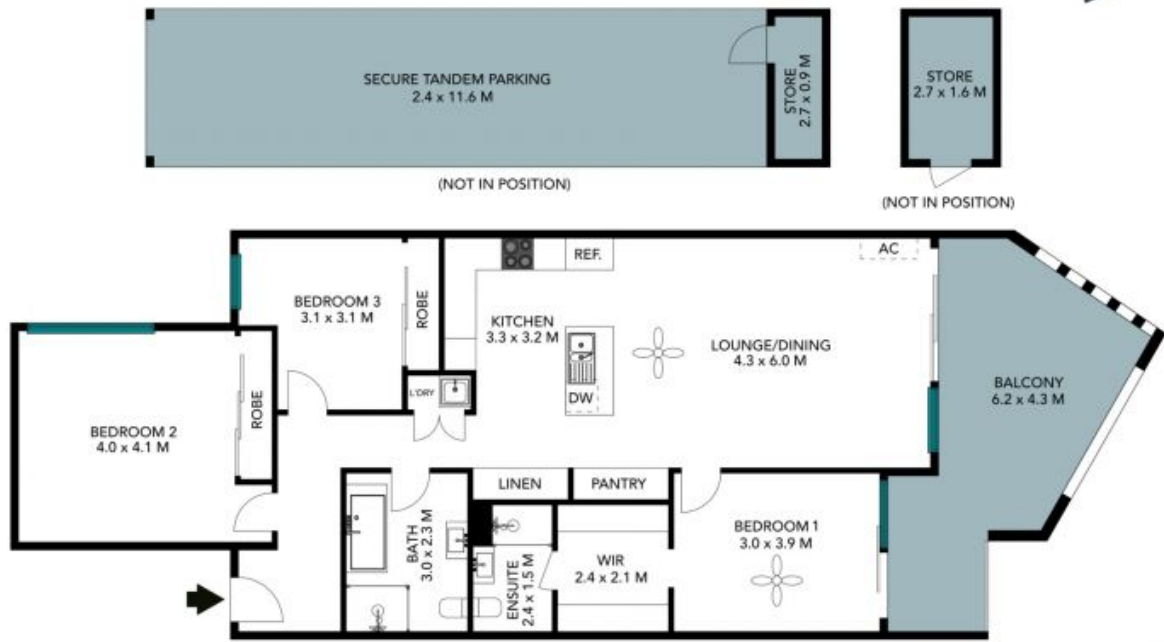 SECURE TANDEM PARKING
2.4 x 11.6 M
STORE
2.7 x 0.9 M
STORE
2.7 x 1.6 M
(NOT IN POSITION)
(NOT IN POSITION)
BEDROOM 3
3.1 x 3.1 M
ROBE
KITCHEN
3.3 x 3.2 M
REF.
AC
LOUNGE/DINING
4.3 x 6.0 M
DW
L'DRY
BALCONY
6.2 x 4.3 M
BEDROOM 2
4.0 x 4.1 M
ROBE
LINEN
PANTRY
BATH
3.0 x 2.3 M
ENSUITE
2.4 x 1.5 M
WIR
2.4 x 2.1 M
BEDROOM 1
3.0 x 3.9 M